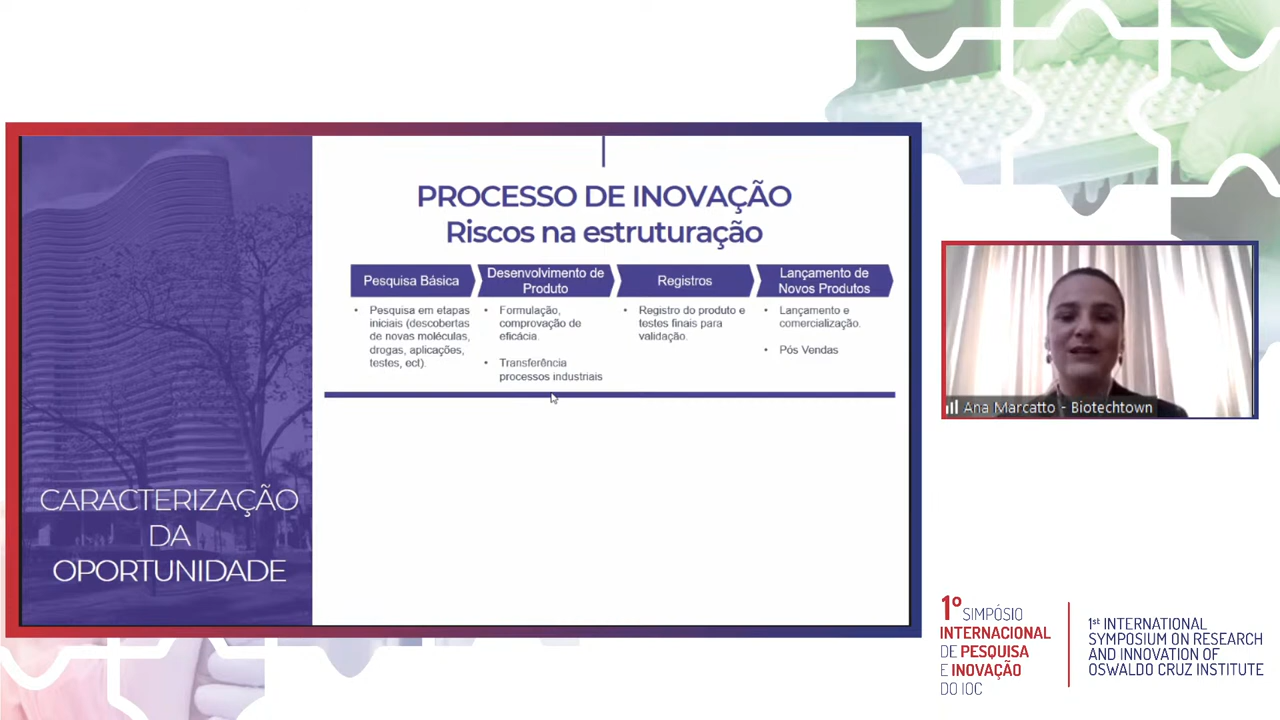 PROCESSO DE INOVAÇÃO
Riscos na estruturação
Pesquisa Básica
• Pesquisa em etapas
iniciais (descobertas
de novas moléculas,
drogas, aplicações,
testes, ect).
Desenvolvimento de
Produto
• Formulação,
comprovação de
eficácia.
• Transferência
processos industriais
Registros
• Registro do produto e
testes finais para
validação.
Lançamento de
Novos Produtos
• Lançamento e
comercialização.
• Pós Vendas
CARACTERIZAÇÃO
DA
OPORTUNIDADE
Ana Marcatto - Biotechtown
1º SIMPÓSIO
INTERNACIONAL
DE PESQUISA
E INOVAÇÃO
DO IOC
1st INTERNATIONAL
SYMPOSIUM ON RESEARCH
AND INNOVATION OF
OSWALDO CRUZ INSTITUTE